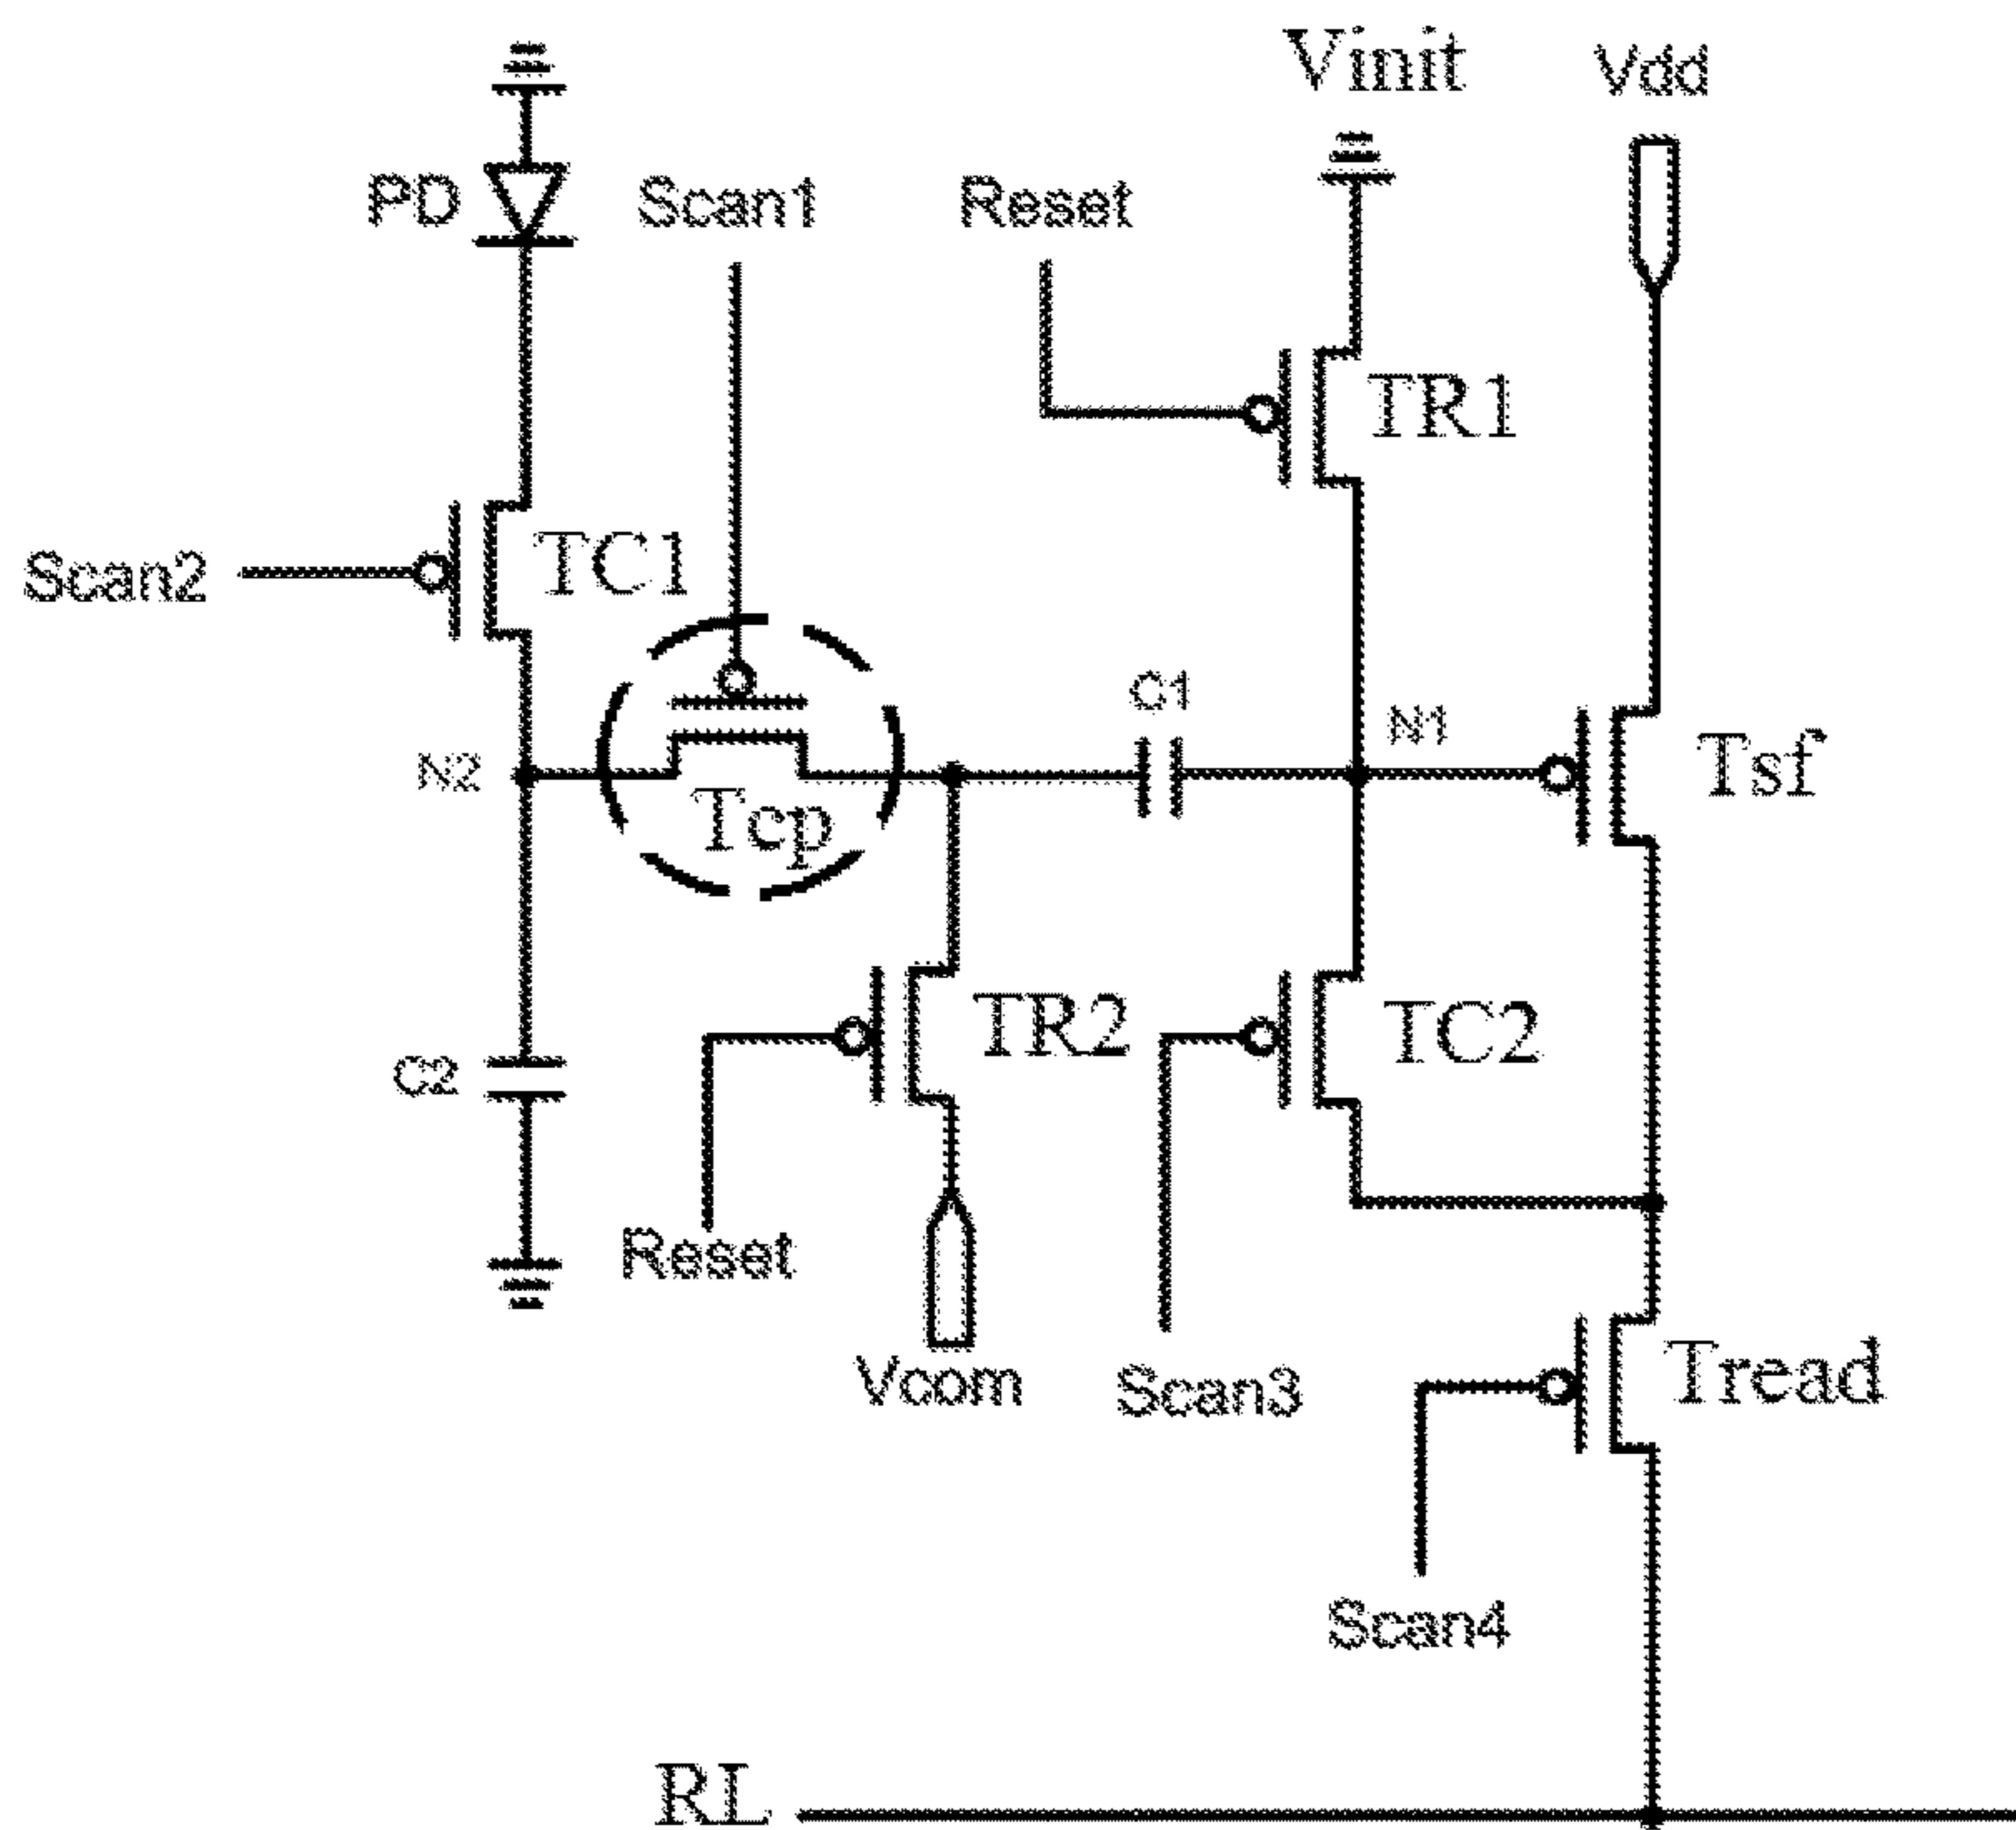 Vinit
Vdd
PD
Scan1
Reset
TR1
Scan2
TC1
C1
N1
Tsf
N2
Tcp
TR2
TC2
C2
Reset
Vcom
Scan3
Tread
Scan4
RL